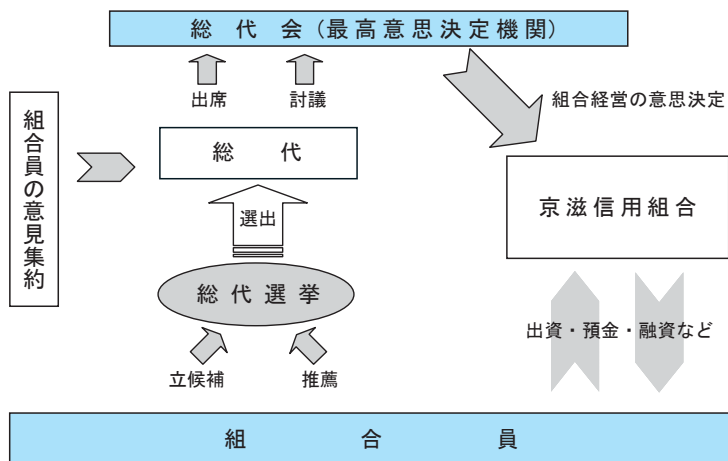 総代会（最高意思決定機関）
出席
討議
組合経営の意思決定
組合員の意見集約
総代
京滋信用組合
選出
総代選挙
出資・預金・融資など
立候補
推薦
組合員